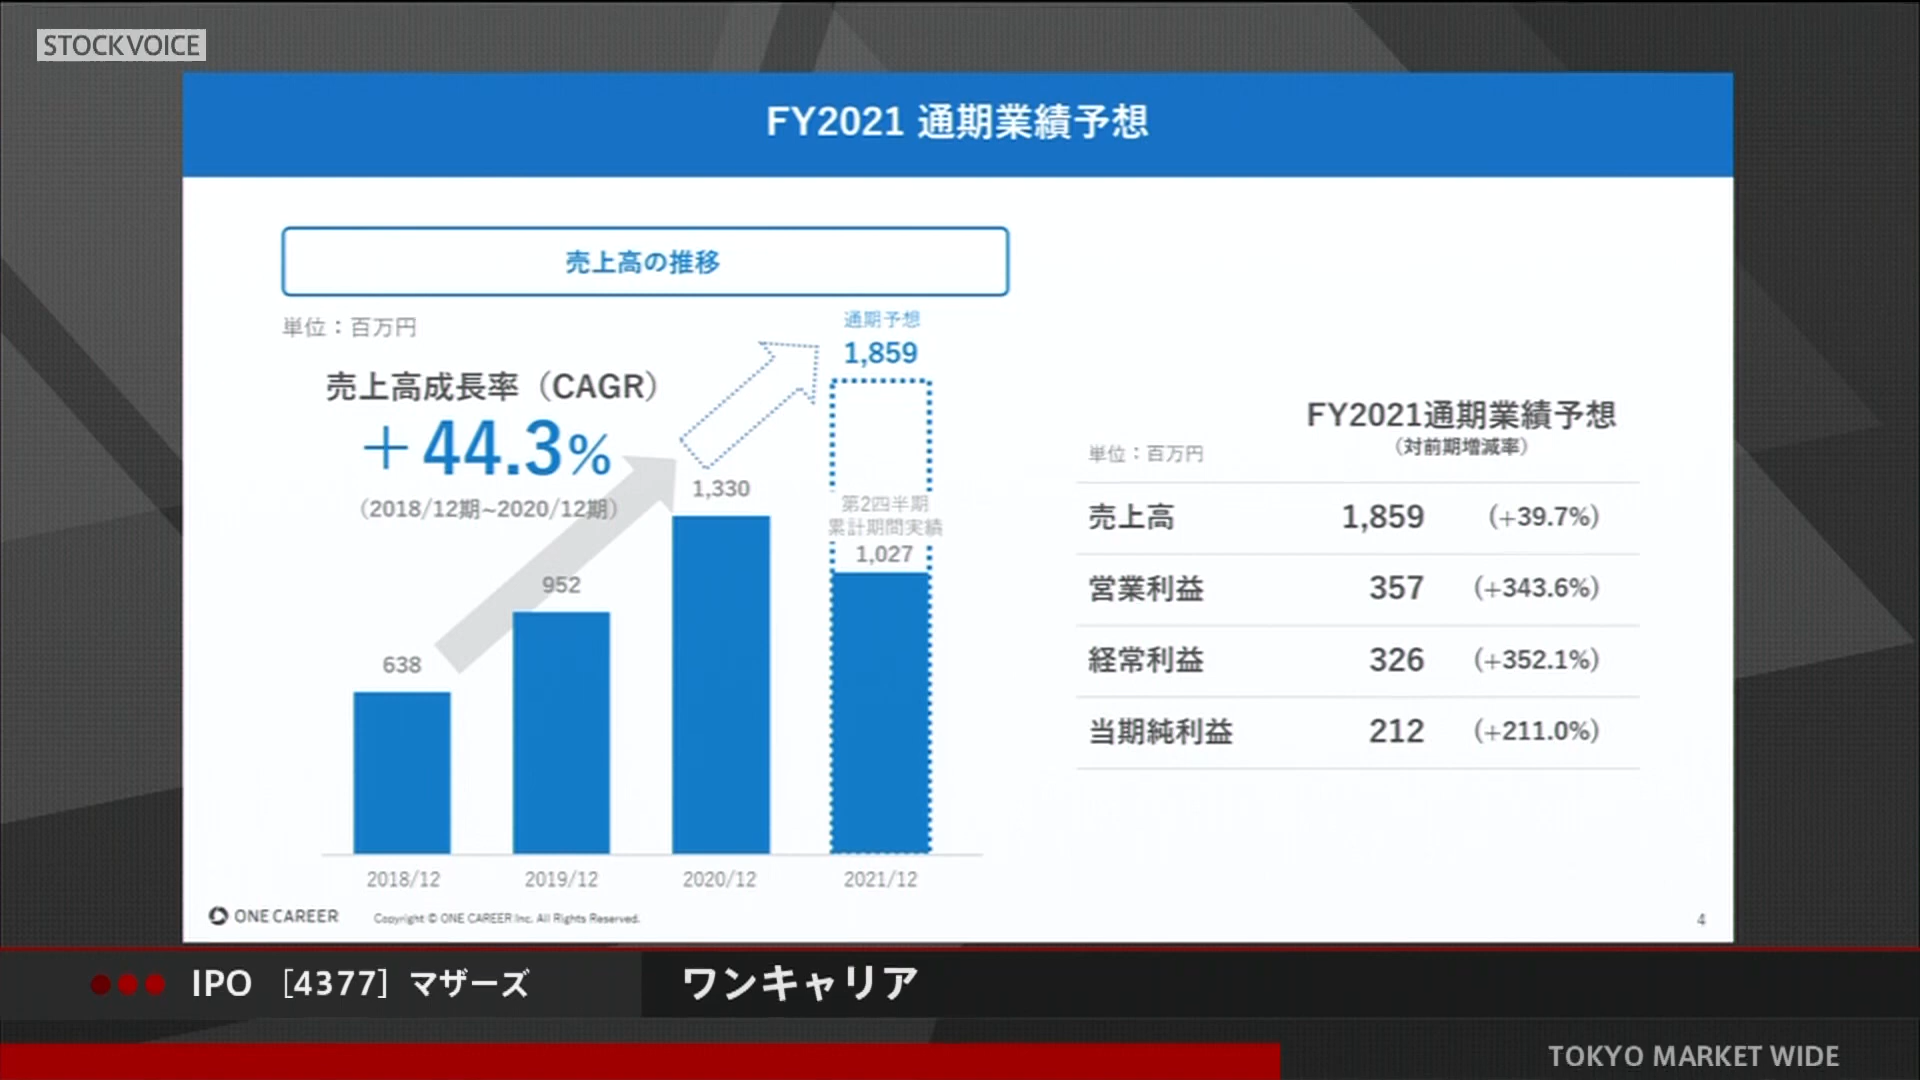 STOCKVOICE
FY2021 通期業績予想
売上高の推移
単位：百万円
売上高成長率（CAGR）
＋44.3%
（2018/12期~2020/12期）
通期予想
1,859
第2四半期
累計期間実績
1,027
1,330
952
638
2018/12
2019/12
2020/12
2021/12
FY2021通期業績予想
（対前期増減率）
単位：百万円
売上高 1,859 （+39.7%）
営業利益 357 （+343.6%）
経常利益 326 （+352.1%）
当期純利益 212 （+211.0%）
ONE CAREER
Copyright © ONE CAREER Inc. All Rights Reserved.
4
IPO ［4377］ マザーズ
ワンキャリア
TOKYO MARKET WIDE